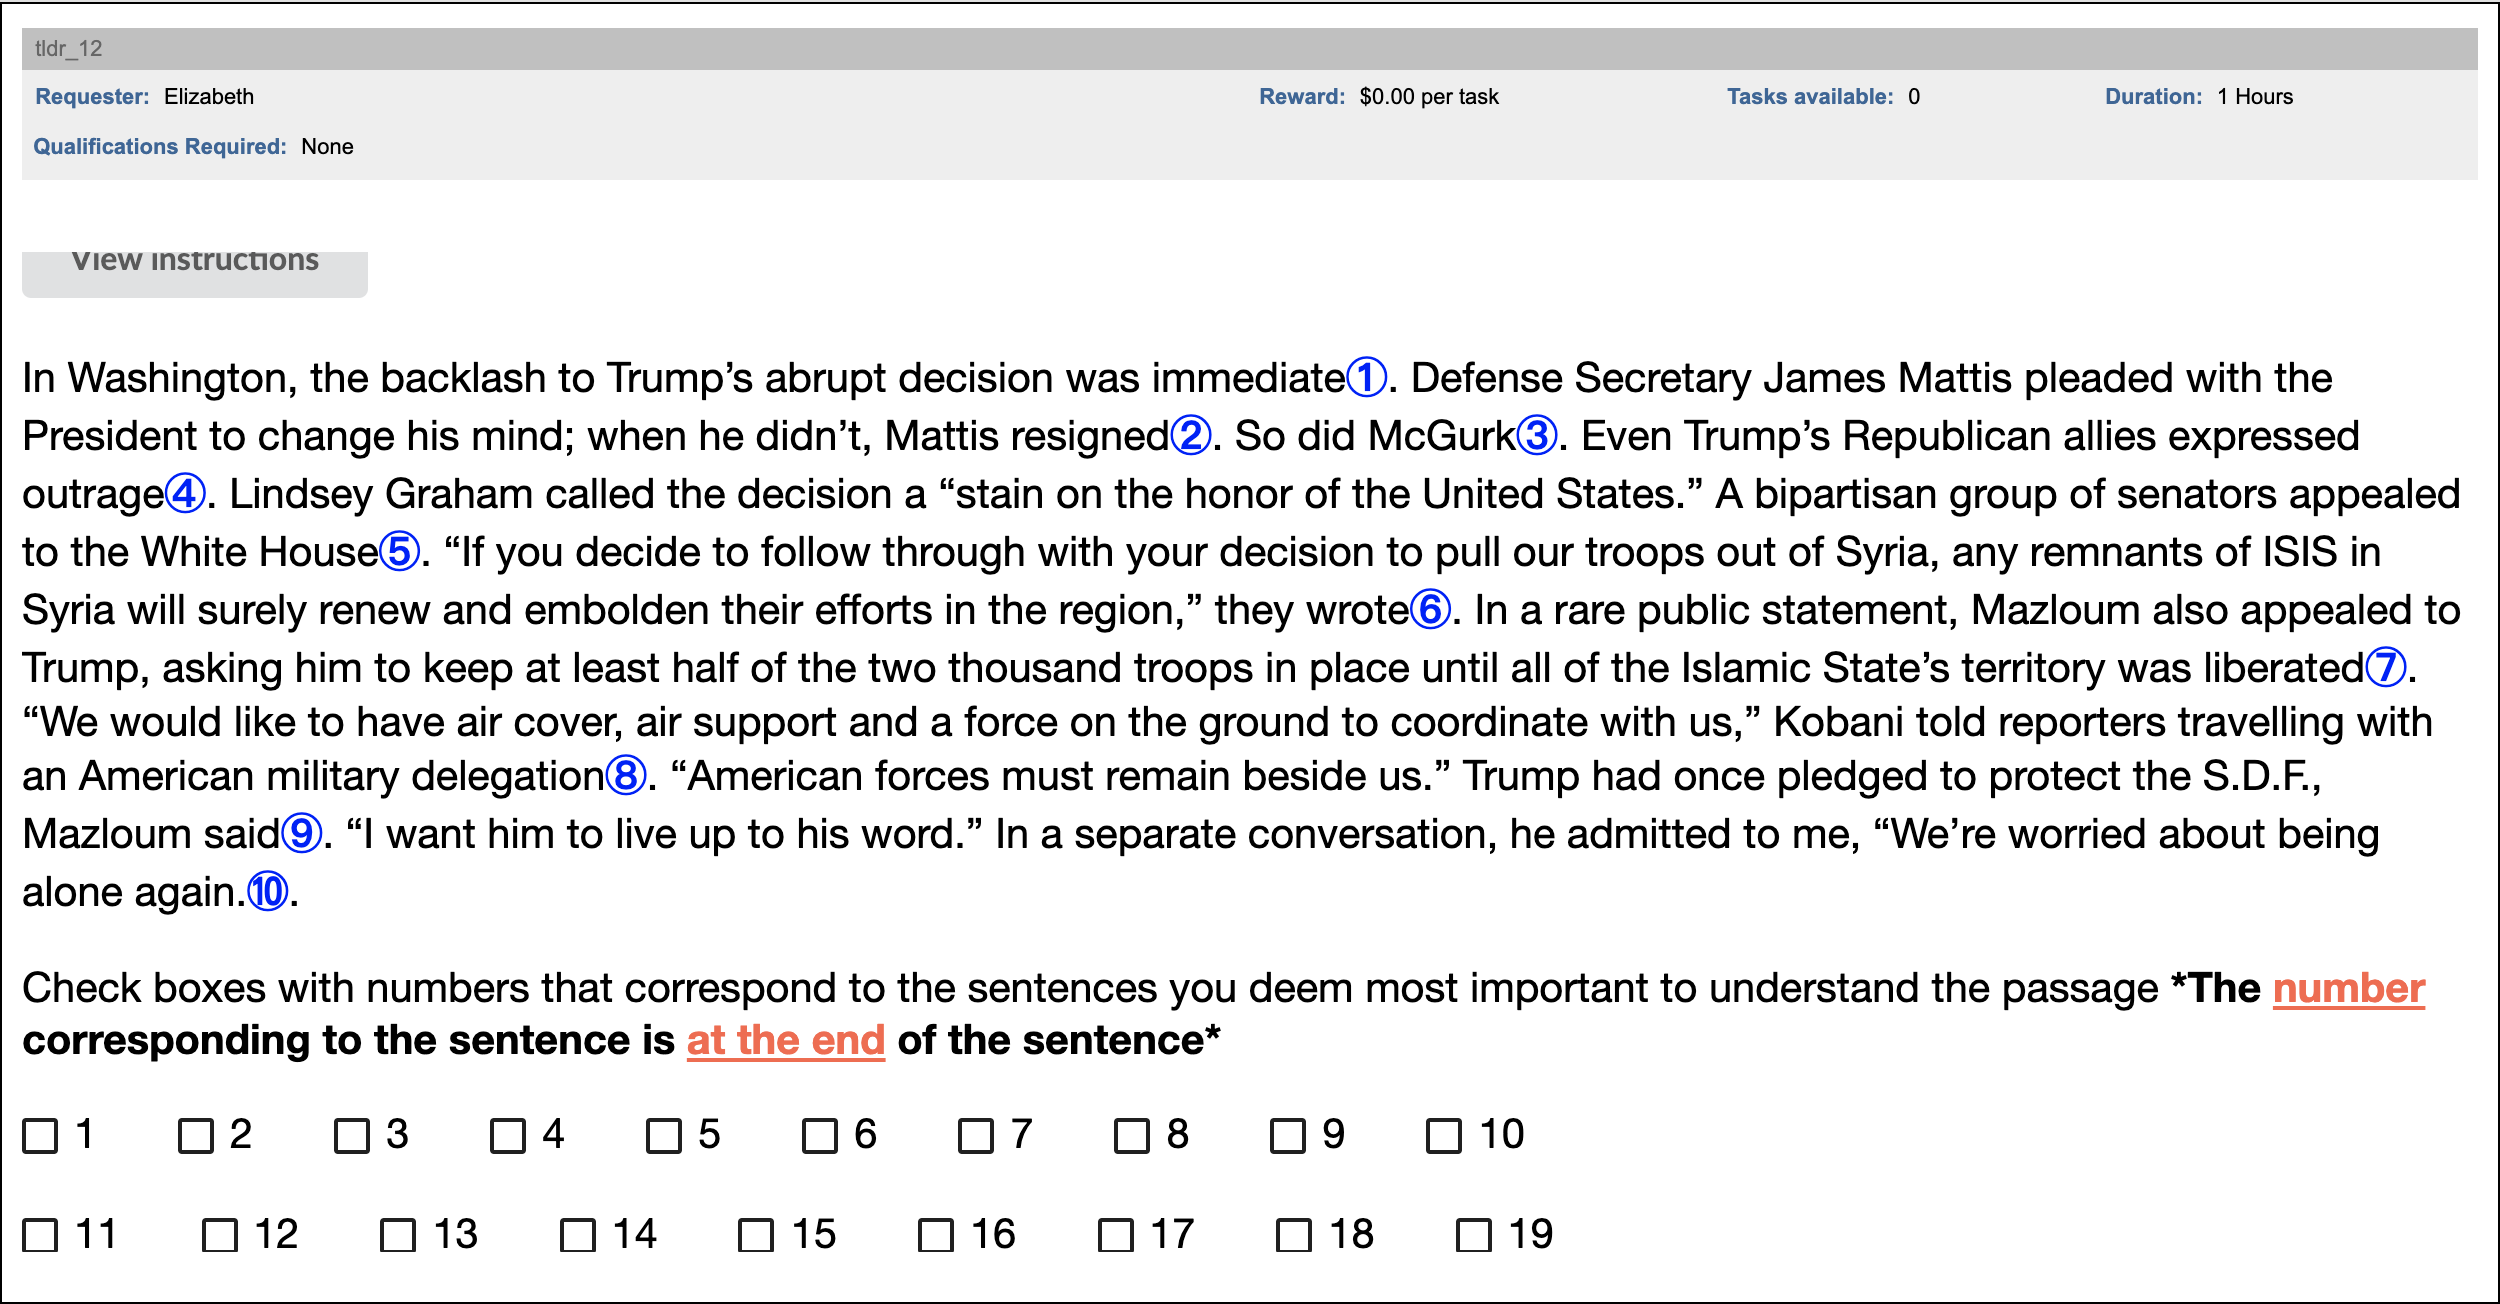 tldr_12
Requester: Elizabeth Reward: $0.00 per task Tasks available: 0 Duration: 1 Hours
Qualifications Required: None
View instructions
In Washington, the backlash to Trump’s abrupt decision was immediate①. Defense Secretary James Mattis pleaded with the
President to change his mind; when he didn’t, Mattis resigned②. So did McGurk③. Even Trump’s Republican allies expressed
outrage④. Lindsey Graham called the decision a “stain on the honor of the United States.” A bipartisan group of senators appealed
to the White House⑤. “If you decide to follow through with your decision to pull our troops out of Syria, any remnants of ISIS in
Syria will surely renew and embolden their efforts in the region,” they wrote⑥. In a rare public statement, Mazloum also appealed to
Trump, asking him to keep at least half of the two thousand troops in place until all of the Islamic State’s territory was liberated⑦.
“We would like to have air cover, air support and a force on the ground to coordinate with us,” Kobani told reporters travelling with
an American military delegation⑧. “American forces must remain beside us.” Trump had once pledged to protect the S.D.F.,
Mazloum said⑨. “I want him to live up to his word.” In a separate conversation, he admitted to me, “We’re worried about being
alone again.⑩.
Check boxes with numbers that correspond to the sentences you deem most important to understand the passage *The number
corresponding to the sentence is at the end of the sentence*
1 2 3 4 5 6 7 8 9 10
11 12 13 14 15 16 17 18 19